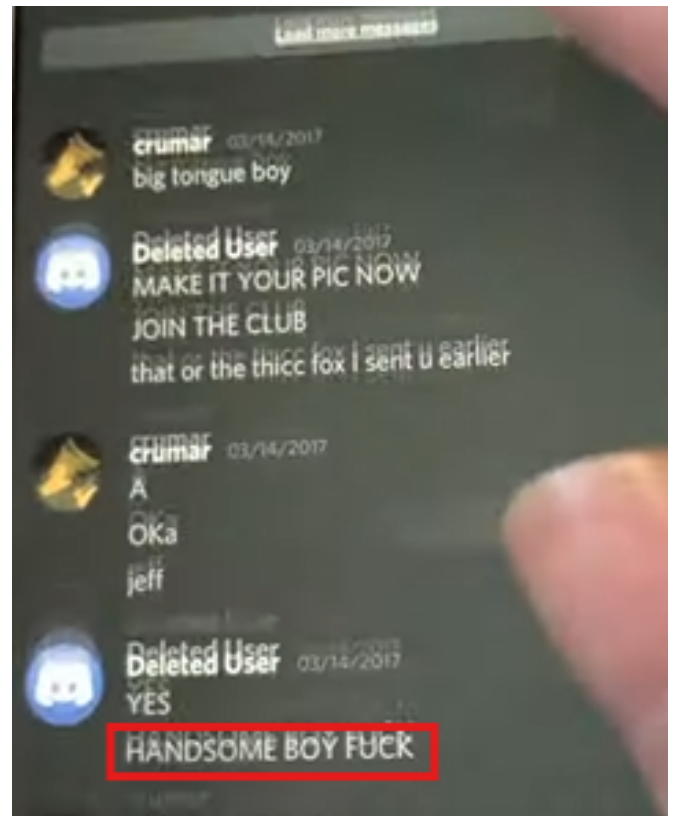 Load more messages
crumar 03/14/2017
big tongue boy
Deleted User 03/14/2017
MAKE IT YOUR PIC NOW
JOIN THE CLUB
that or the thicc fox I sent u earlier
crumar 03/14/2017
A
OKa
jeff
Deleted User 03/14/2017
YES
HANDSOME BOY FUCK